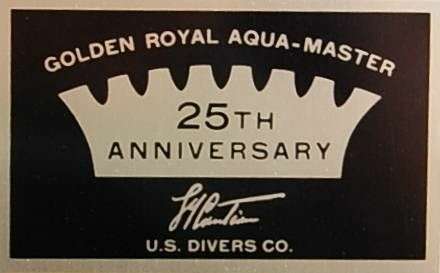 GOLDEN ROYAL AQUA-MASTER
25TH
ANNIVERSARY
U.S. DIVERS CO.